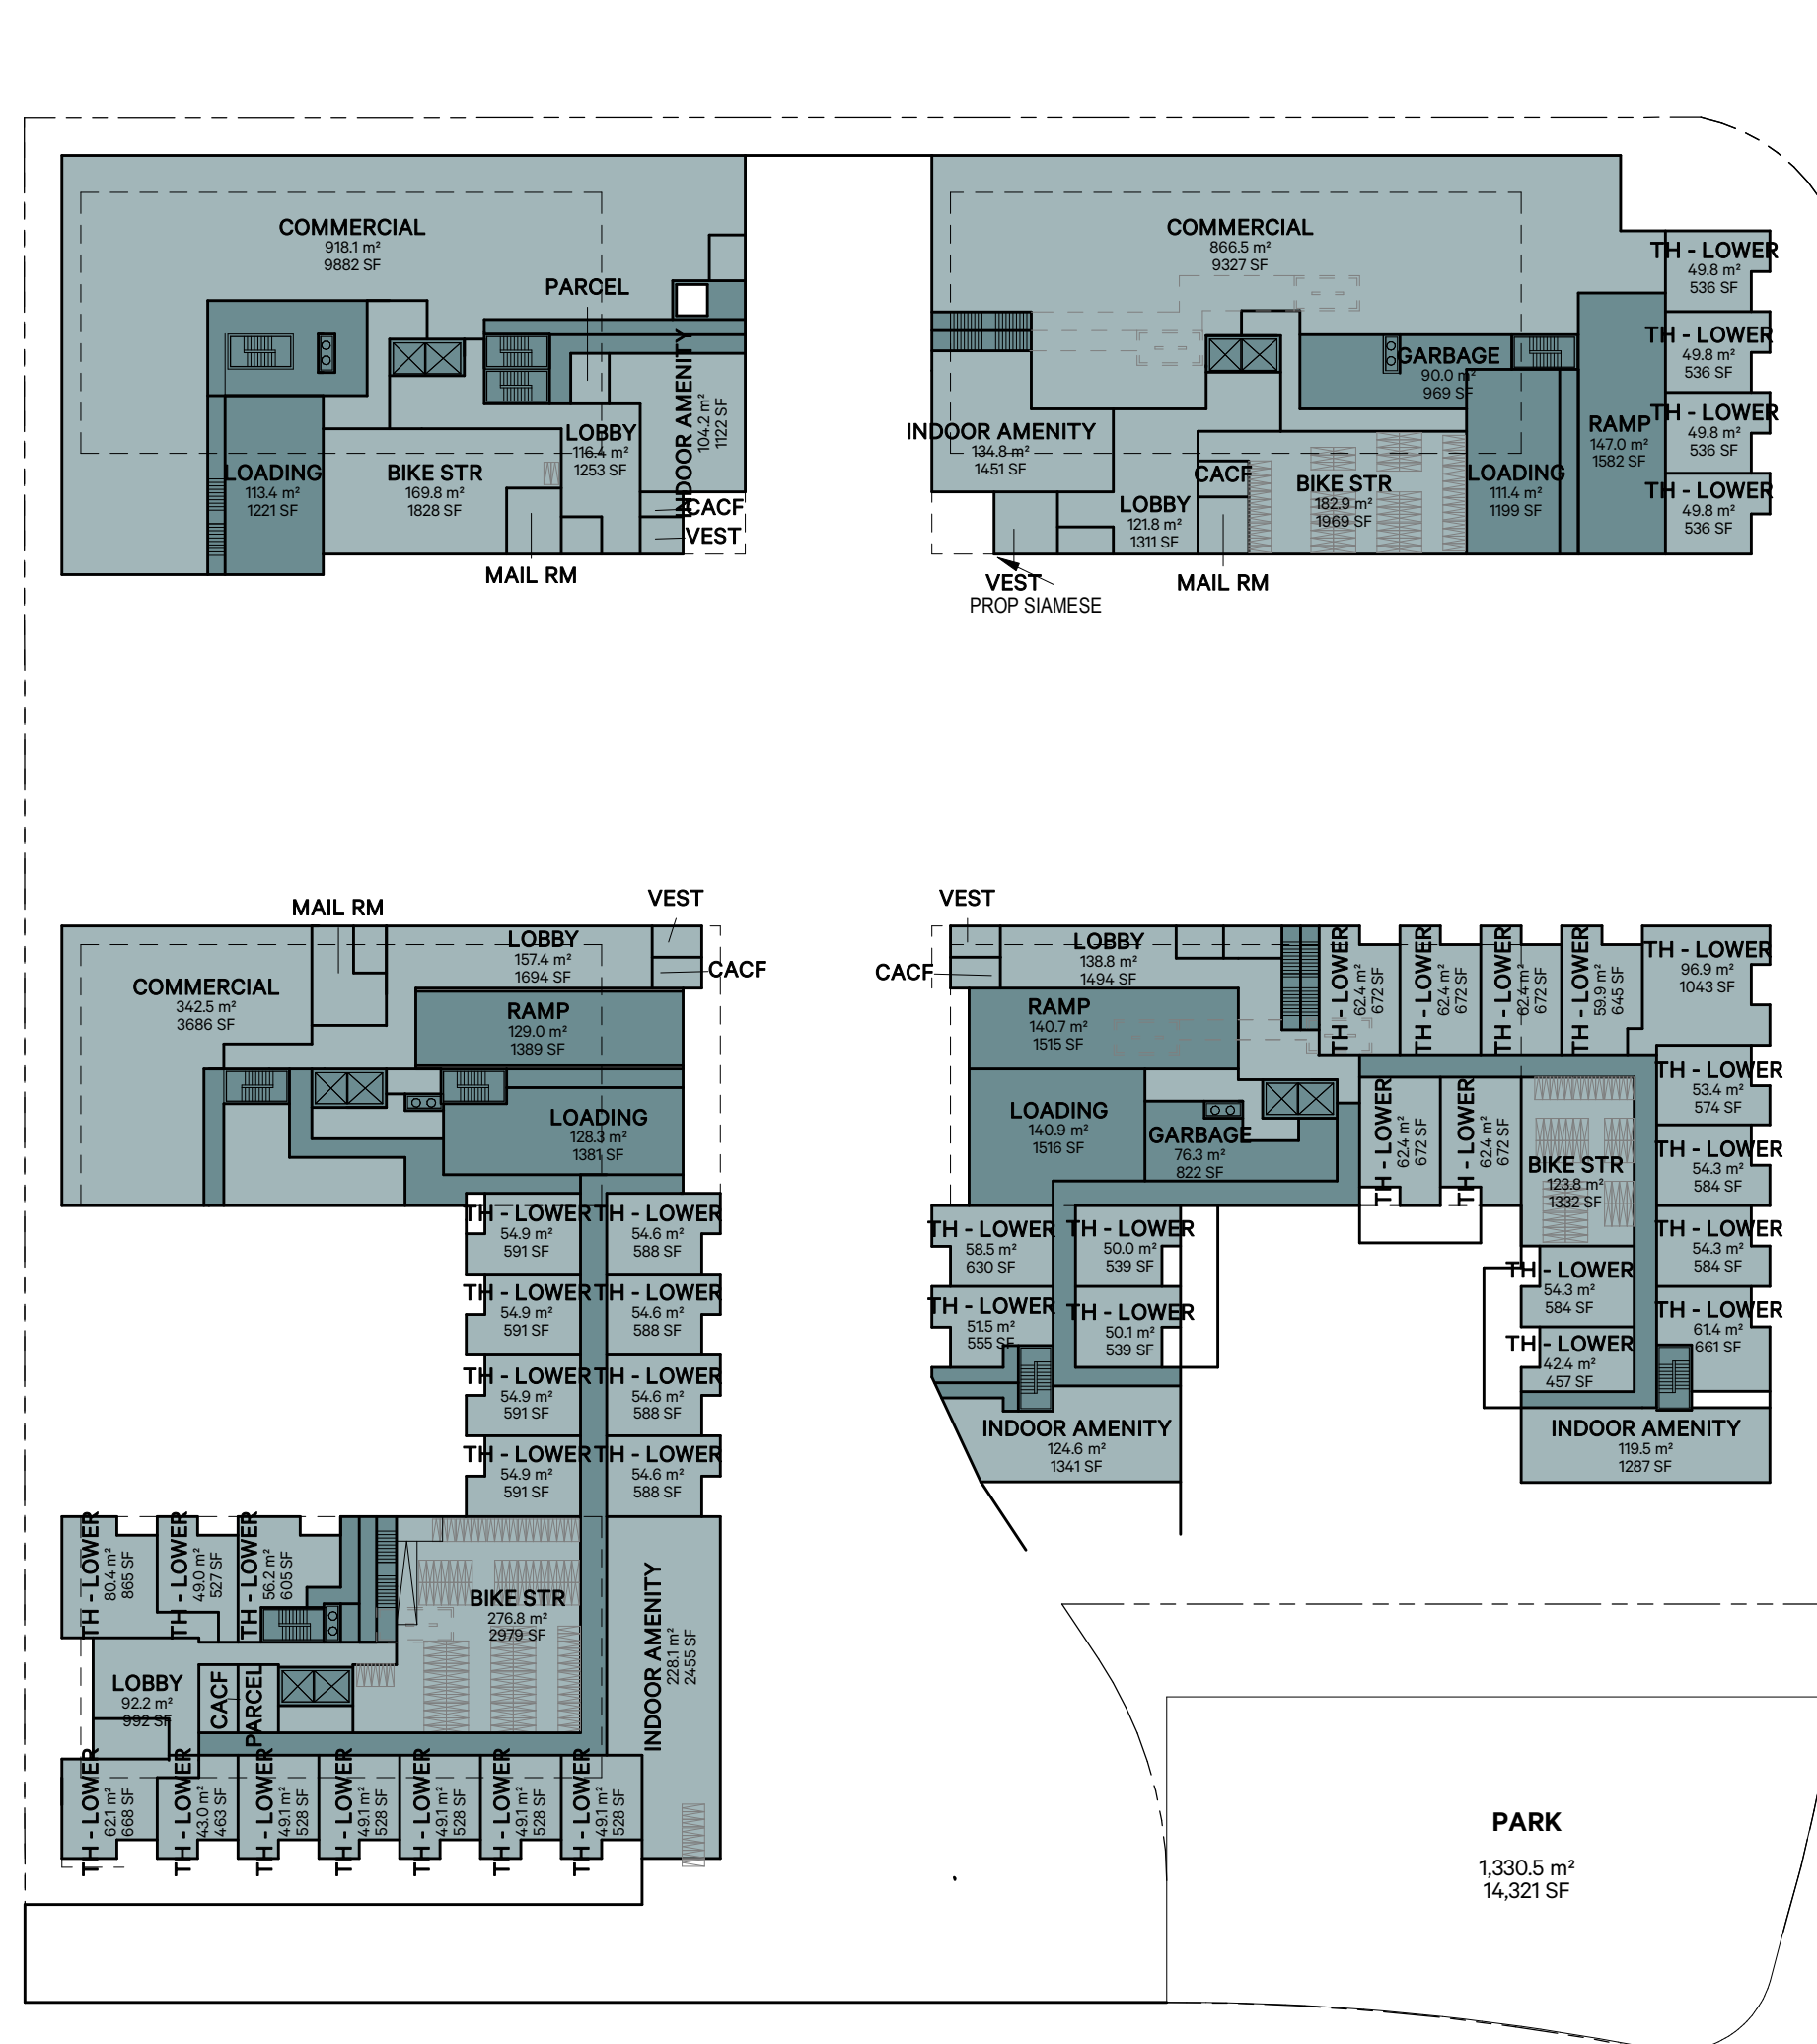 COMMERCIAL
918.1 m²
9882 SF
PARCEL
INDOOR AMENITY
104.2 m²
1122 SF
LOBBY
116.4 m²
1253 SF
LOADING
113.4 m²
1221 SF
BIKE STR
169.8 m²
1828 SF
CACF
VEST
MAIL RM
COMMERCIAL
866.5 m²
9327 SF
TH - LOWER
49.8 m²
536 SF
TH - LOWER
49.8 m²
536 SF
TH - LOWER
49.8 m²
536 SF
TH - LOWER
49.8 m²
536 SF
GARBAGE
90.0 m²
969 SF
RAMP
147.0 m²
1582 SF
INDOOR AMENITY
134.8 m²
1451 SF
CACF
BIKE STR
182.9 m²
1969 SF
LOADING
111.4 m²
1199 SF
LOBBY
121.8 m²
1311 SF
VEST
PROP SIAMESE
MAIL RM
MAIL RM
VEST
LOBBY
157.4 m²
1694 SF
CACF
COMMERCIAL
342.5 m²
3686 SF
RAMP
129.0 m²
1389 SF
LOADING
128.3 m²
1381 SF
TH - LOWER
54.9 m²
591 SF
TH - LOWER
54.6 m²
588 SF
TH - LOWER
54.9 m²
591 SF
TH - LOWER
54.6 m²
588 SF
TH - LOWER
54.9 m²
591 SF
TH - LOWER
54.6 m²
588 SF
TH - LOWER
54.9 m²
591 SF
TH - LOWER
54.6 m²
588 SF
TH - LOWER
80.4 m²
865 SF
TH - LOWER
49.0 m²
527 SF
TH - LOWER
56.2 m²
605 SF
BIKE STR
276.8 m²
2979 SF
INDOOR AMENITY
228.1 m²
2455 SF
LOBBY
92.2 m²
992 SF
CACF
PARCEL
TH - LOWER
62.1 m²
668 SF
TH - LOWER
43.0 m²
463 SF
TH - LOWER
49.1 m²
528 SF
TH - LOWER
49.1 m²
528 SF
TH - LOWER
49.1 m²
528 SF
TH - LOWER
49.1 m²
528 SF
TH - LOWER
49.1 m²
528 SF
VEST
CACF
LOBBY
138.8 m²
1494 SF
TH - LOWER
62.4 m²
672 SF
TH - LOWER
62.4 m²
672 SF
TH - LOWER
62.4 m²
672 SF
TH - LOWER
59.9 m²
645 SF
TH - LOWER
96.9 m²
1043 SF
RAMP
140.7 m²
1515 SF
LOADING
140.9 m²
1516 SF
GARBAGE
76.3 m²
822 SF
TH - LOWER
62.4 m²
672 SF
TH - LOWER
62.4 m²
672 SF
BIKE STR
123.8 m²
1332 SF
TH - LOWER
53.4 m²
574 SF
TH - LOWER
54.3 m²
584 SF
TH - LOWER
54.3 m²
584 SF
TH - LOWER
61.4 m²
661 SF
TH - LOWER
58.5 m²
630 SF
TH - LOWER
50.0 m²
539 SF
TH - LOWER
51.5 m²
555 SF
TH - LOWER
50.1 m²
539 SF
TH - LOWER
54.3 m²
584 SF
TH - LOWER
42.4 m²
457 SF
INDOOR AMENITY
124.6 m²
1341 SF
INDOOR AMENITY
119.5 m²
1287 SF
PARK
1,330.5 m²
14,321 SF